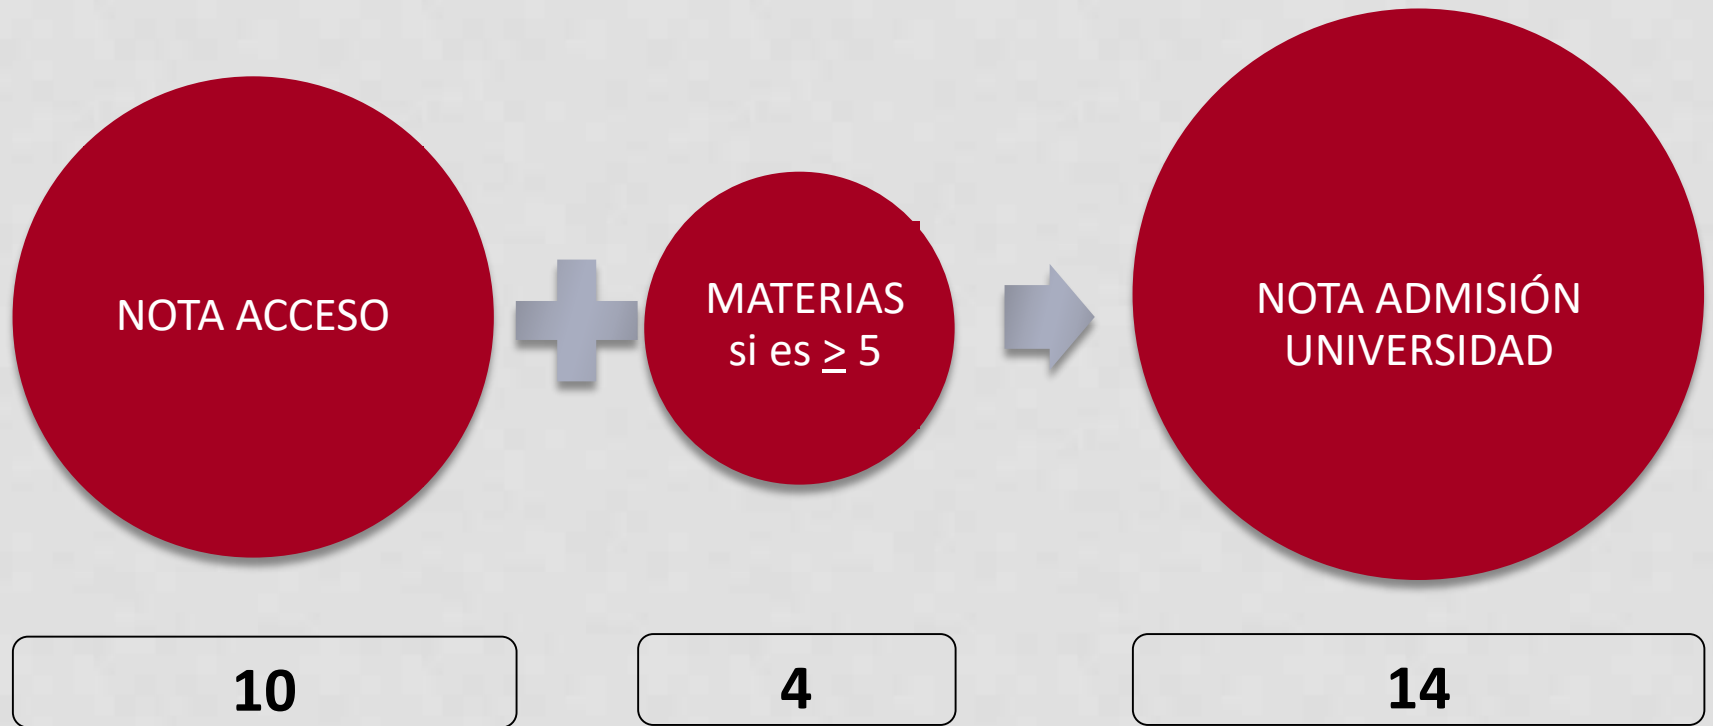 NOTA ACCESO
MATERIAS
si es ≥ 5
NOTA ADMISIÓN
UNIVERSIDAD
10
4
14